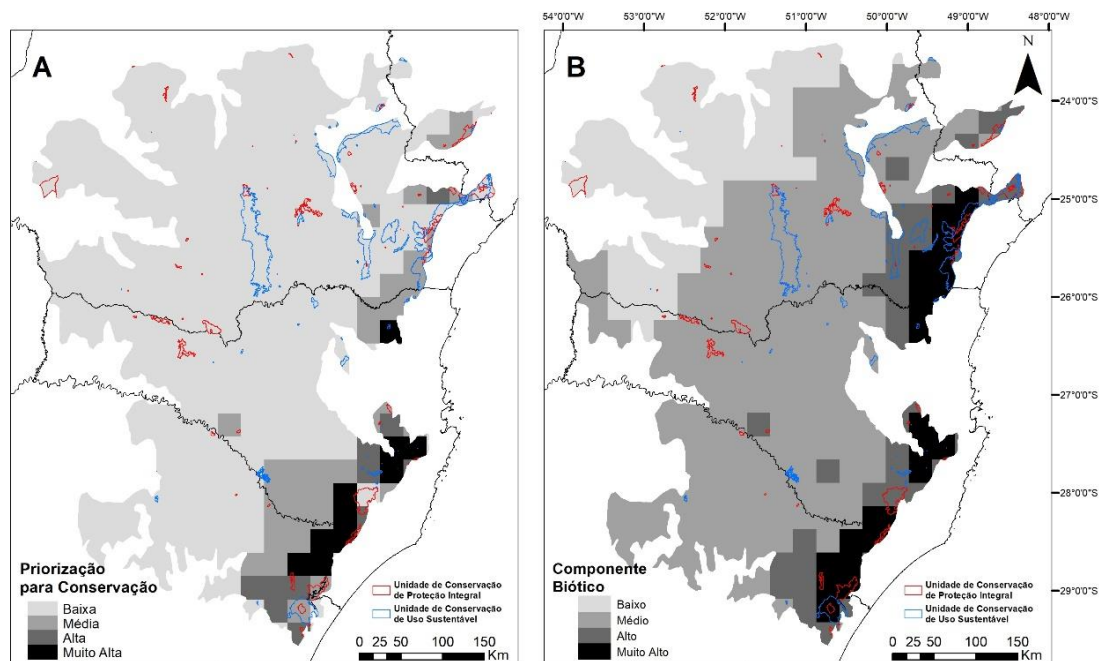 54°0'0"W 53°0'0"W 52°0'0"W 51°0'0"W 50°0'0"W 49°0'0"W 48°0'0"W
A
B
N
24°0'0"S
25°0'0"S
26°0'0"S
27°0'0"S
28°0'0"S
29°0'0"S
Priorização
para Conservação
Baixa
Média
Alta
Muito Alta
Unidade de Conservação
de Proteção Integral
Unidade de Conservação
de Uso Sustentável
0 25 50 100 150
Km
Componente
Biótico
Baixo
Médio
Alto
Muito Alto
Unidade de Conservação
de Proteção Integral
Unidade de Conservação
de Uso Sustentável
0 25 50 100 150
Km